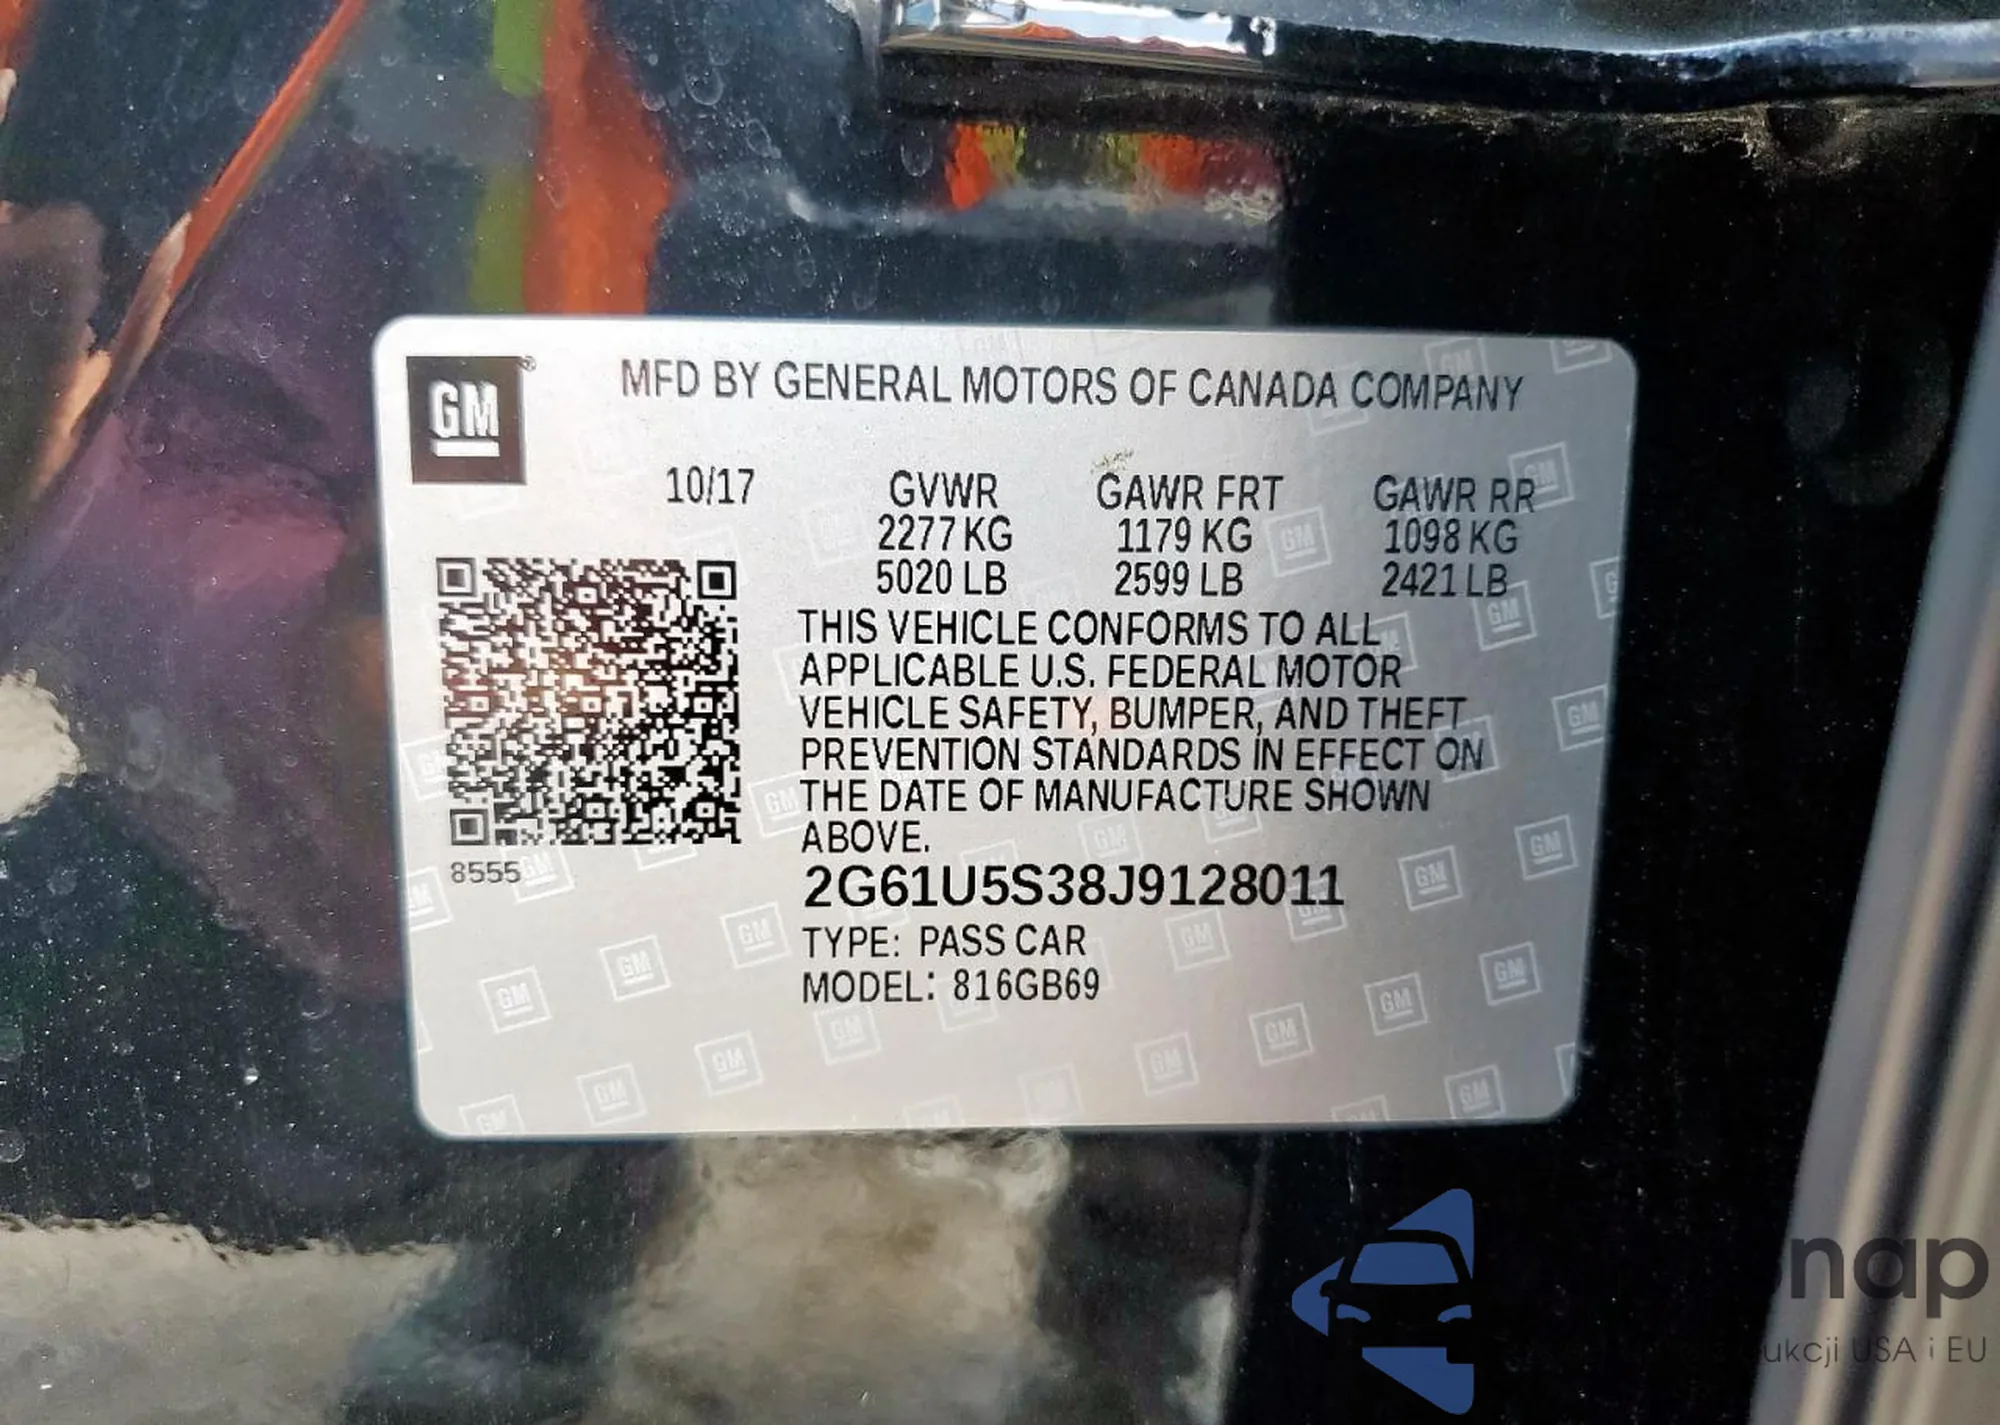 GM
MFD BY GENERAL MOTORS OF CANADA COMPANY
10/17 GVWR GAWR FRT GAWR RR
2277 KG 1179 KG 1098 KG
5020 LB 2599 LB 2421 LB
THIS VEHICLE CONFORMS TO ALL
APPLICABLE U.S. FEDERAL MOTOR
VEHICLE SAFETY, BUMPER, AND THEFT
PREVENTION STANDARDS IN EFFECT ON
THE DATE OF MANUFACTURE SHOWN
ABOVE.
8555
2G61U5S38J9128011
TYPE: PASS CAR
MODEL: 816GB69
nap
ukcji USA i EU